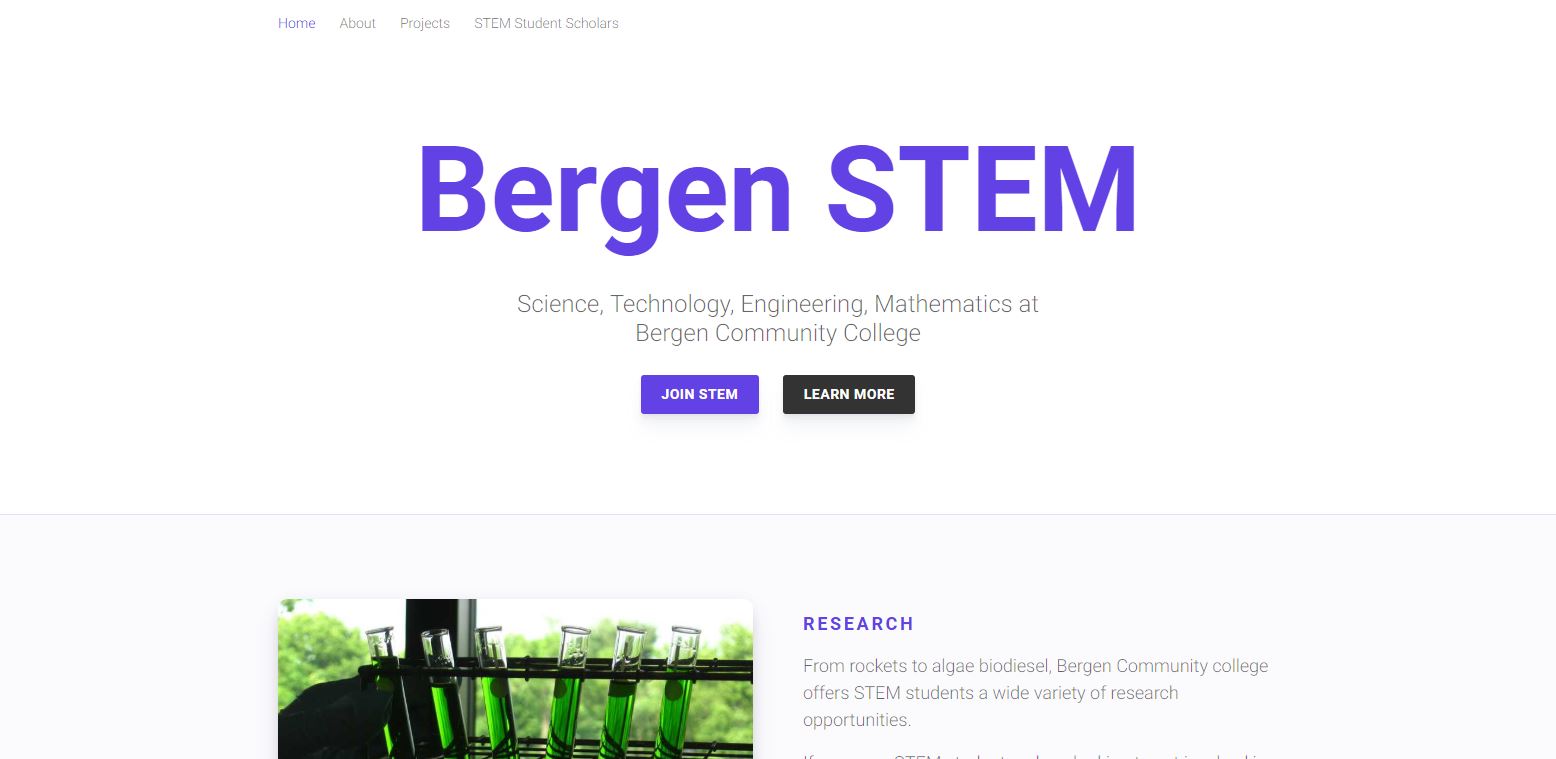 Home About Projects STEM Student Scholars
Bergen STEM
Science, Technology, Engineering, Mathematics at
Bergen Community College
JOIN STEM LEARN MORE
RESEARCH
From rockets to algae biodiesel, Bergen Community college
offers STEM students a wide variety of research
opportunities.